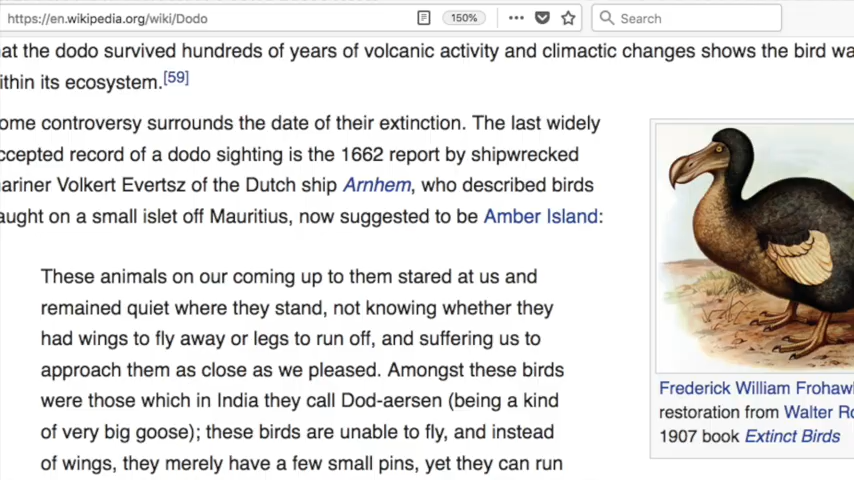 https://en.wikipedia.org/wiki/Dodo
150%
Search
at the dodo survived hundreds of years of volcanic activity and climactic changes shows the bird wa
ithin its ecosystem.[59]
ome controversy surrounds the date of their extinction. The last widely
ccepted record of a dodo sighting is the 1662 report by shipwrecked
ariner Volkert Evertsz of the Dutch ship Arnhem, who described birds
aught on a small islet off Mauritius, now suggested to be Amber Island:
These animals on our coming up to them stared at us and
remained quiet where they stand, not knowing whether they
had wings to fly away or legs to run off, and suffering us to
approach them as close as we pleased. Amongst these birds
were those which in India they call Dod-aersen (being a kind
of very big goose); these birds are unable to fly, and instead
of wings, they merely have a few small pins, yet they can run
Frederick William Frohawk
restoration from Walter Ro
1907 book Extinct Birds